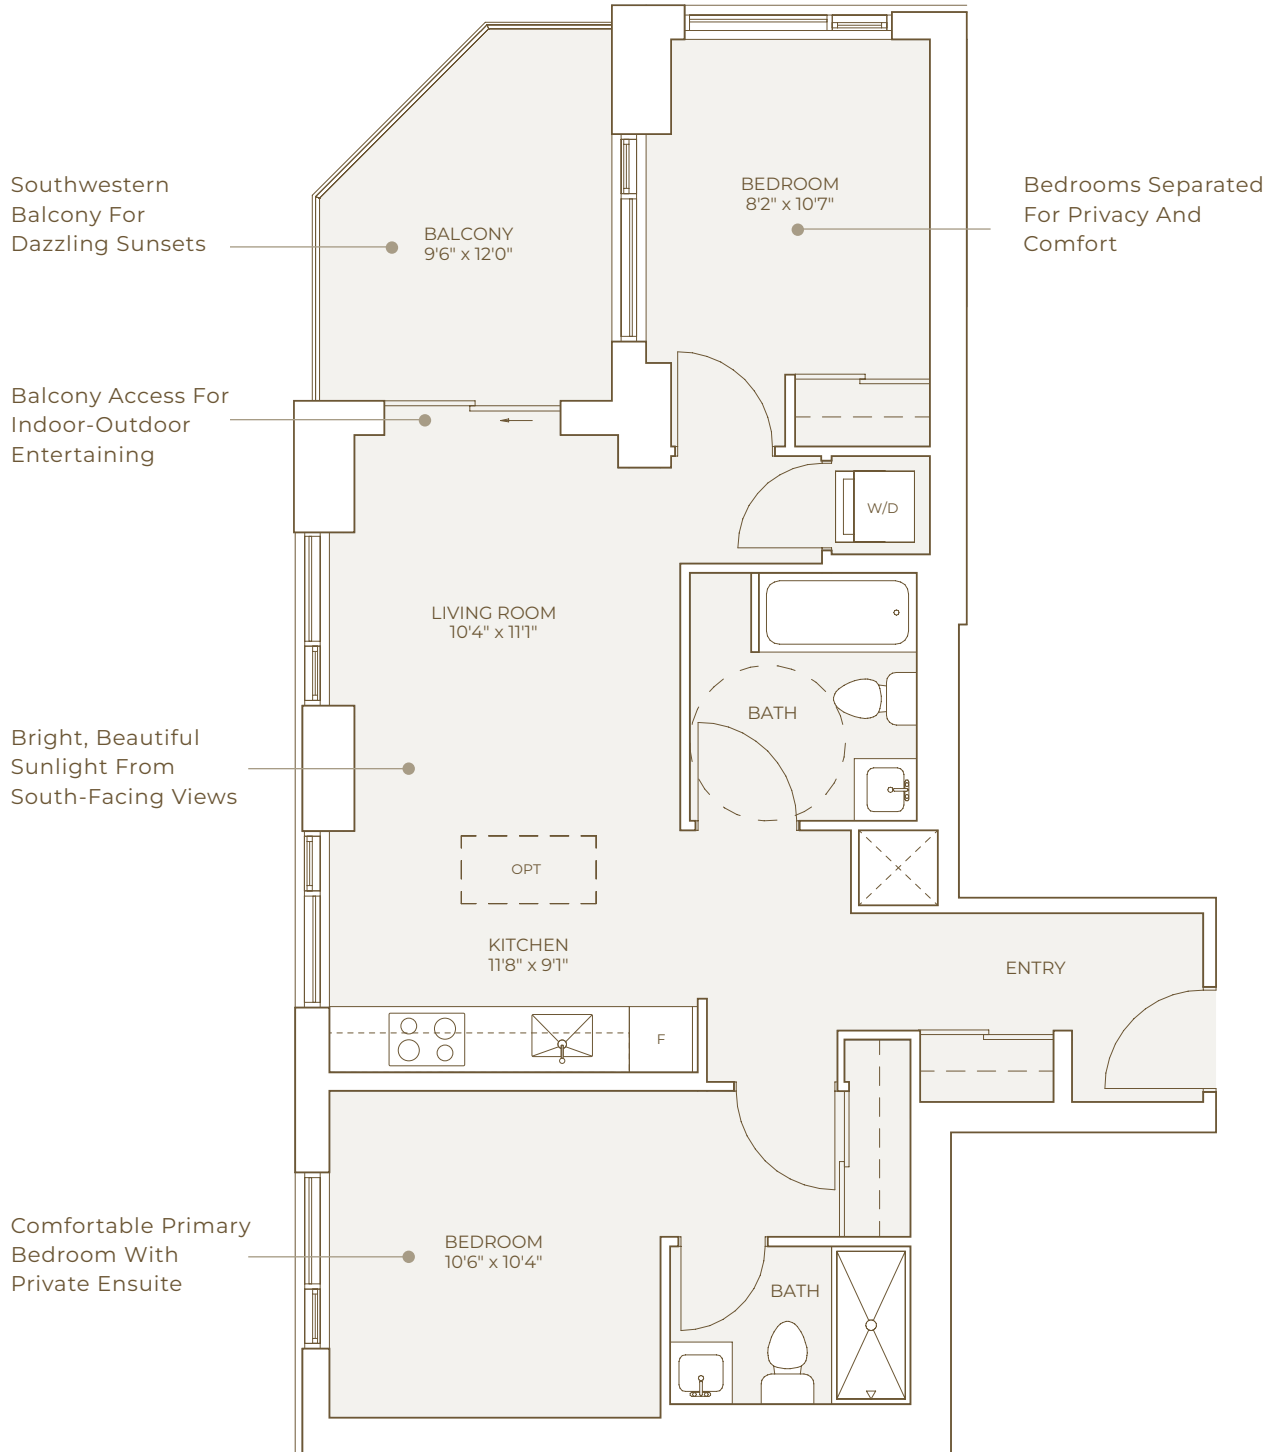 Southwestern
Balcony For
Dazzling Sunsets
BALCONY
9'6" x 12'0"
BEDROOM
8'2" x 10'7"
Bedrooms Separated
For Privacy And
Comfort
Balcony Access For
Indoor-Outdoor
Entertaining
W/D
LIVING ROOM
10'4" x 11'1"
BATH
Bright, Beautiful
Sunlight From
South-Facing Views
OPT
KITCHEN
11'8" x 9'1"
ENTRY
F
Comfortable Primary
Bedroom With
Private Ensuite
BEDROOM
10'6" x 10'4"
BATH